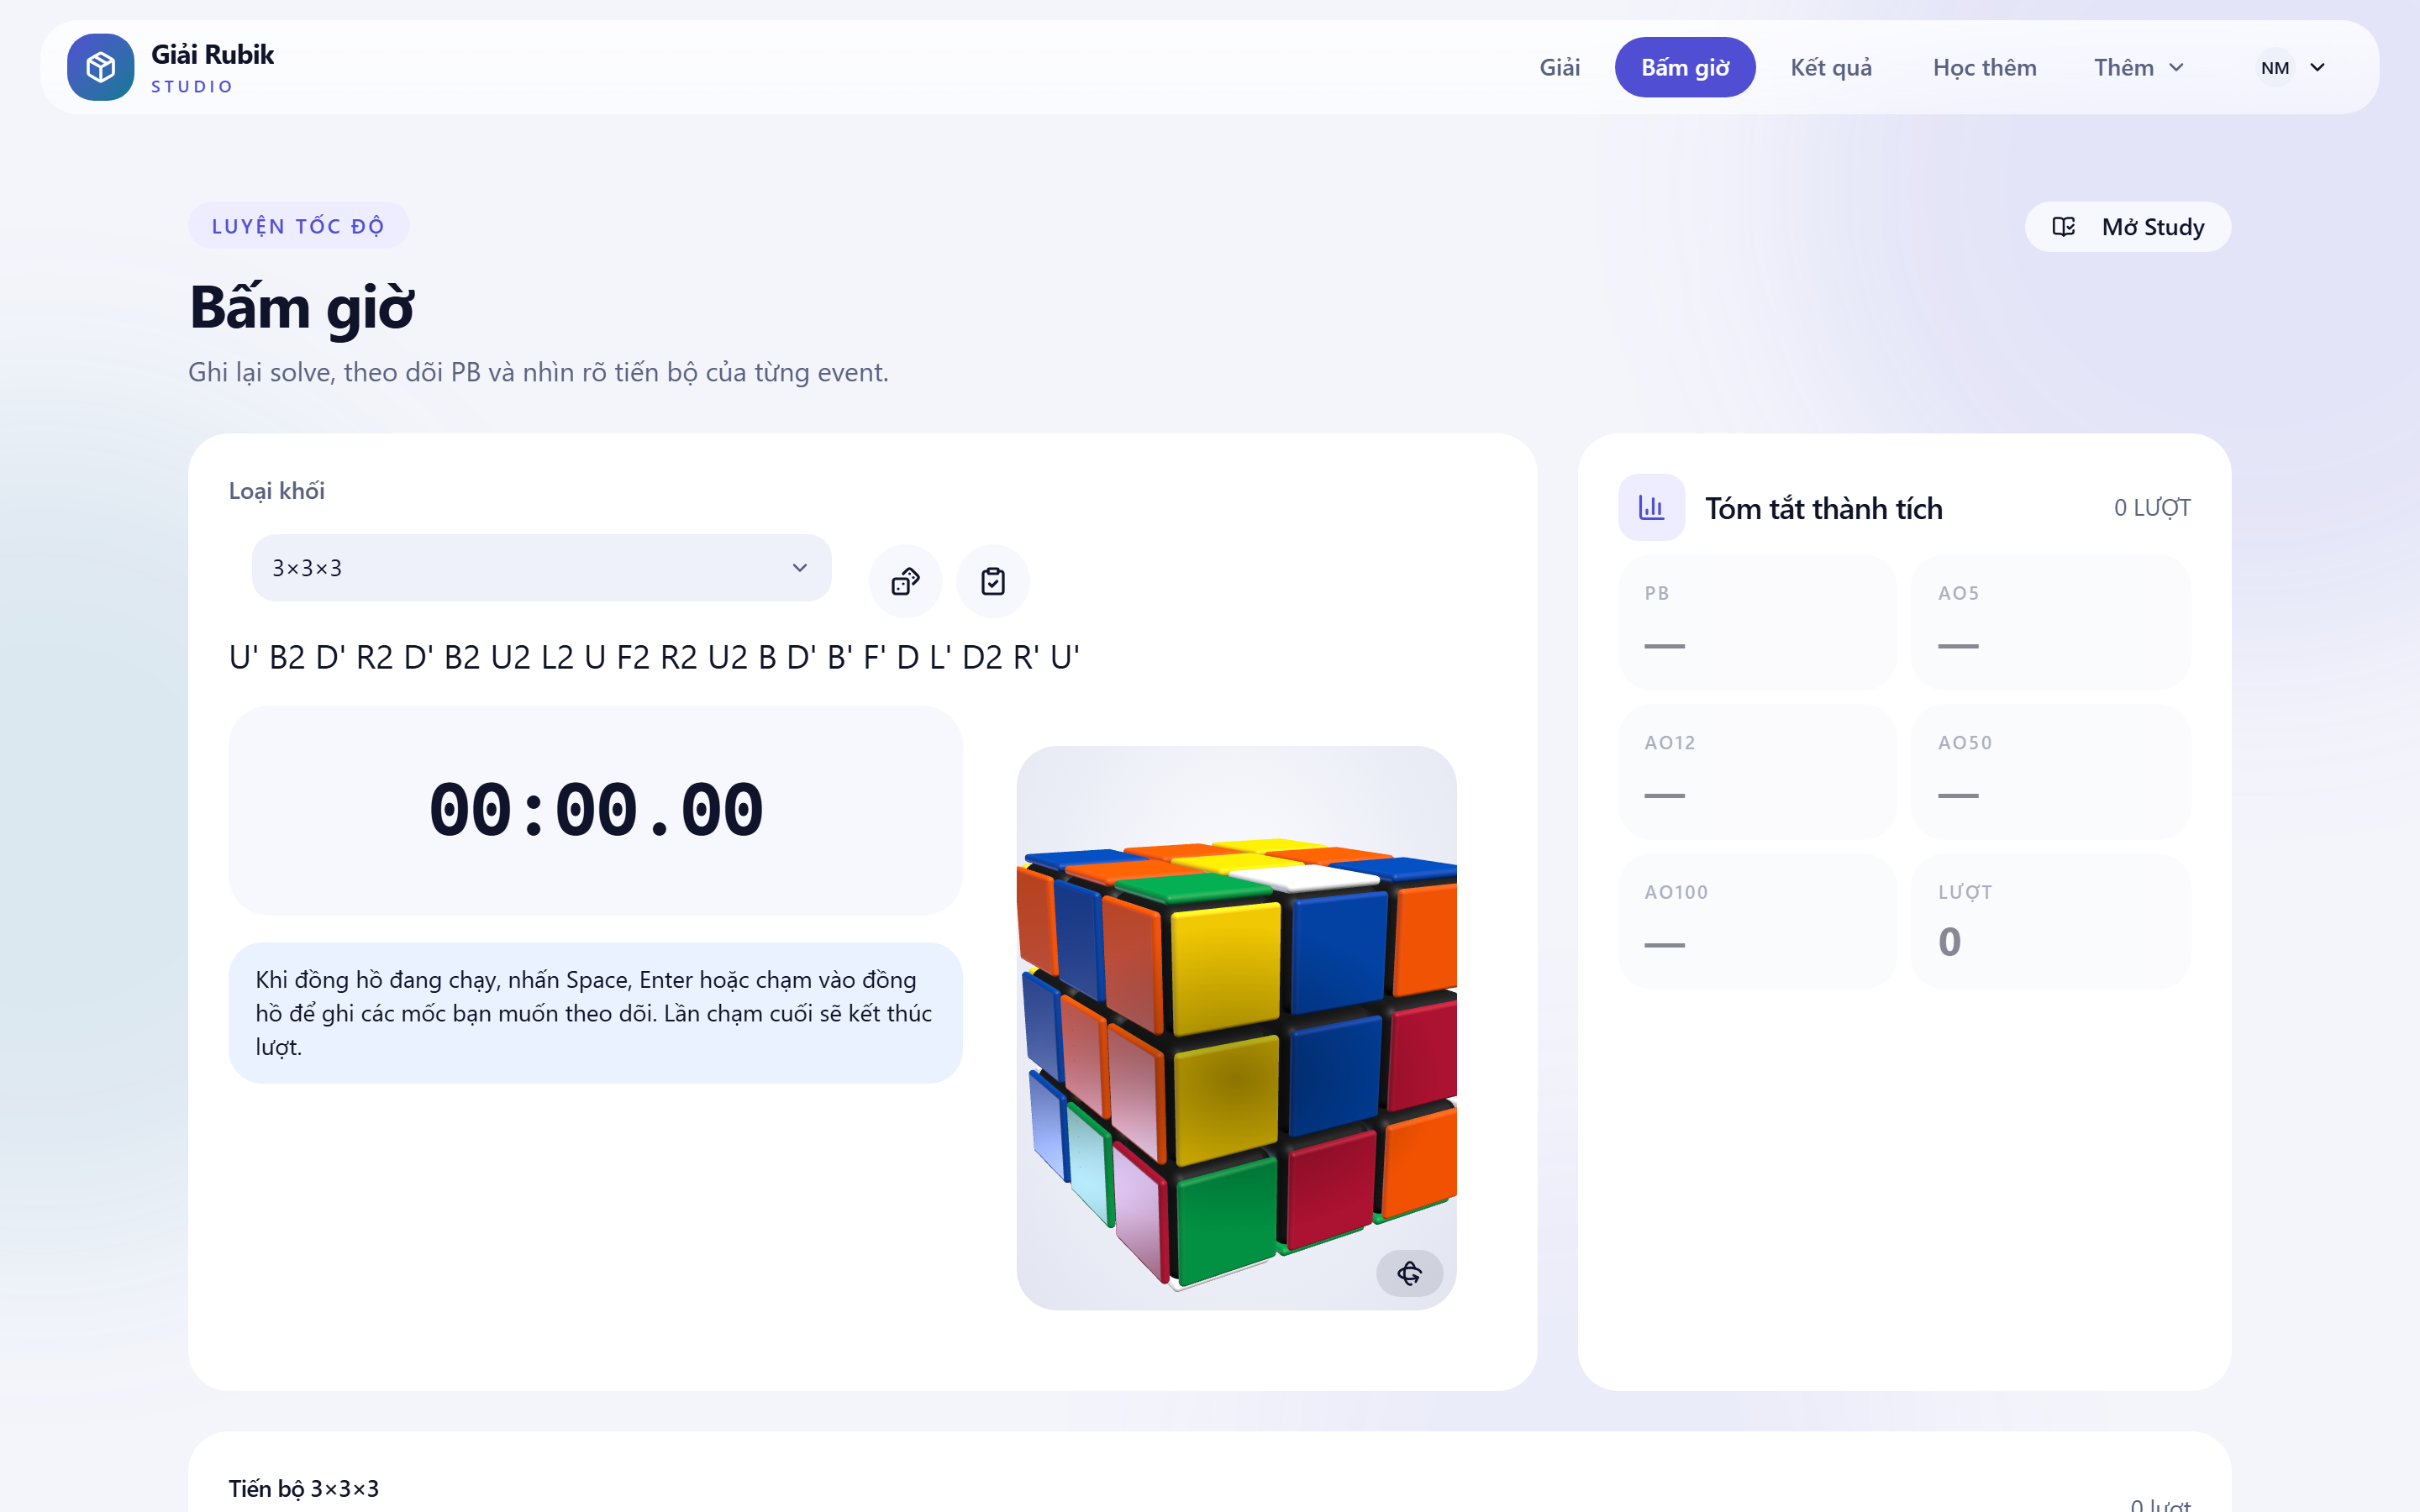 Giải Rubik
STUDIO
Giải
Bấm giờ
Kết quả
Học thêm
Thêm
NM
LUYỆN TỐC ĐỘ
Mở Study
Bấm giờ
Ghi lại solve, theo dõi PB và nhìn rõ tiến bộ của từng event.
Loại khối
3×3×3
U' B2 D' R2 D' B2 U2 L2 U F2 R2 U2 B D' B' F' D L' D2 R' U'
00:00.00
Khi đồng hồ đang chạy, nhấn Space, Enter hoặc chạm vào đồng
hồ để ghi các mốc bạn muốn theo dõi. Lần chạm cuối sẽ kết thúc
lượt.
Tóm tắt thành tích
0 LƯỢT
PB
—
AO5
—
AO12
—
AO50
—
AO100
—
LƯỢT
0
Tiến bộ 3×3×3
0 lượt